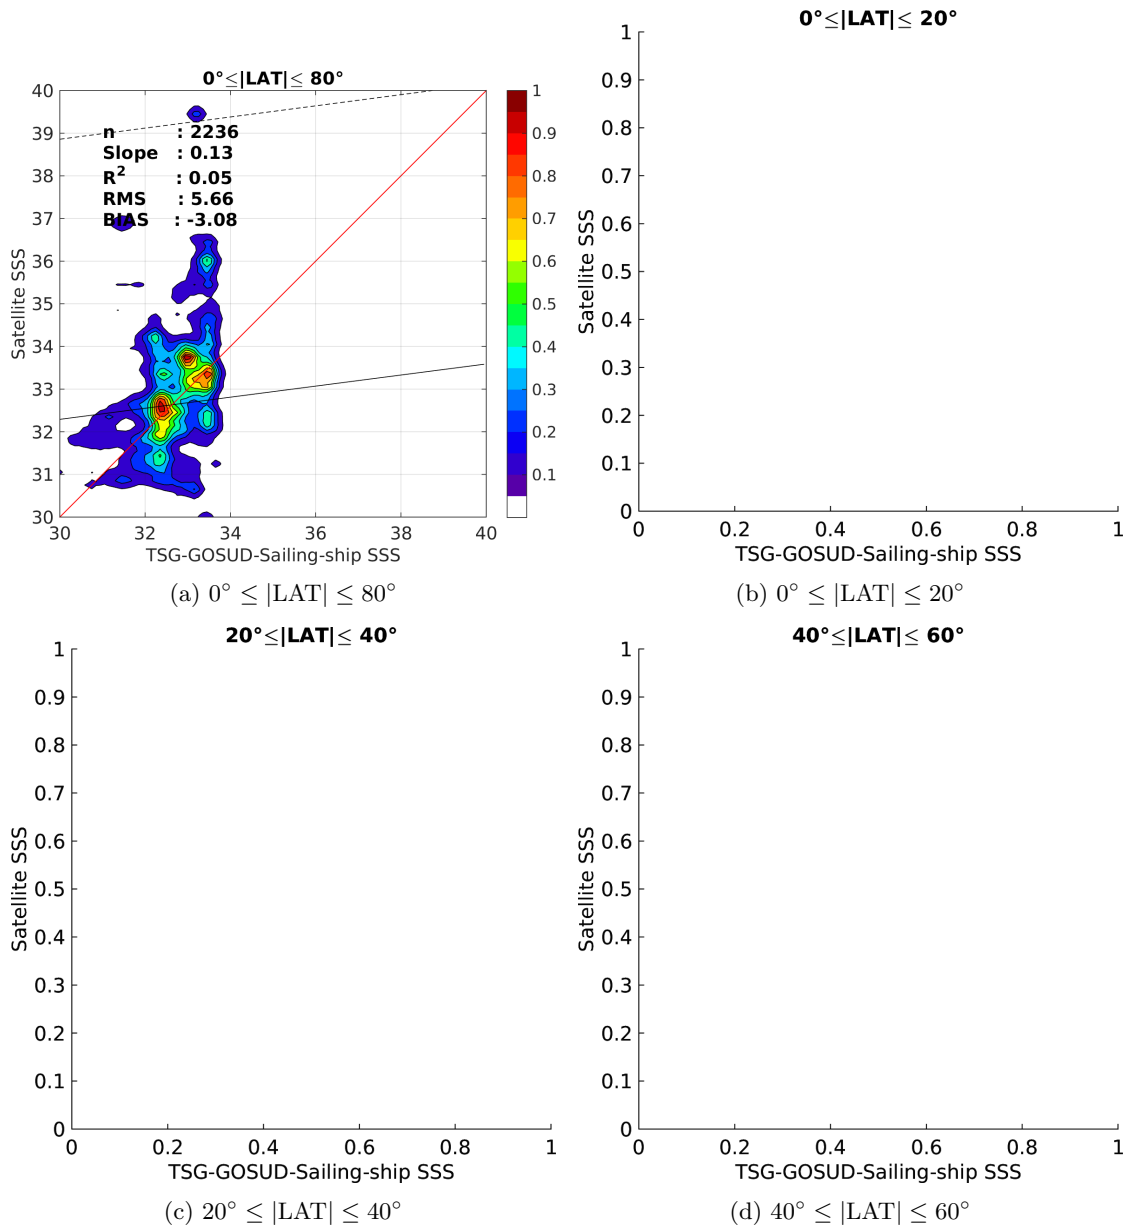 0°≤|LAT|≤ 80°
n : 2236
Slope : 0.13
R2 : 0.05
RMS : 5.66
BIAS : -3.08
40
39
38
37
36
35
34
33
32
31
30
Satellite SSS
30 32 34 36 38 40
TSG-GOSUD-Sailing-ship SSS
1
0.9
0.8
0.7
0.6
0.5
0.4
0.3
0.2
0.1
(a) 0° ≤ |LAT| ≤ 80°
0°≤|LAT|≤ 20°
1
0.9
0.8
0.7
0.6
0.5
0.4
0.3
0.2
0.1
0
Satellite SSS
0 0.2 0.4 0.6 0.8 1
TSG-GOSUD-Sailing-ship SSS
(b) 0° ≤ |LAT| ≤ 20°
20°≤|LAT|≤ 40°
1
0.9
0.8
0.7
0.6
0.5
0.4
0.3
0.2
0.1
0
Satellite SSS
0 0.2 0.4 0.6 0.8 1
TSG-GOSUD-Sailing-ship SSS
(c) 20° ≤ |LAT| ≤ 40°
40°≤|LAT|≤ 60°
1
0.9
0.8
0.7
0.6
0.5
0.4
0.3
0.2
0.1
0
Satellite SSS
0 0.2 0.4 0.6 0.8 1
TSG-GOSUD-Sailing-ship SSS
(d) 40° ≤ |LAT| ≤ 60°